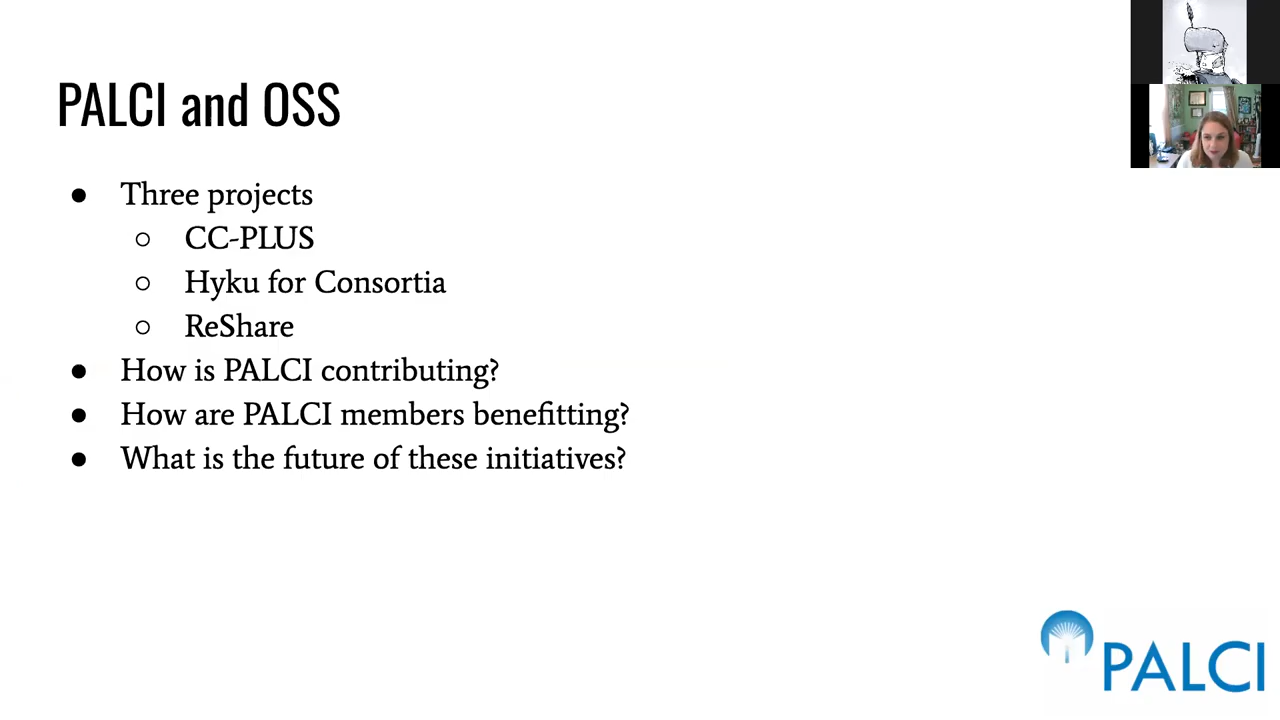 PALCI and OSS
● Three projects
○ CC-PLUS
○ Hyku for Consortia
○ ReShare
● How is PALCI contributing?
● How are PALCI members benefitting?
● What is the future of these initiatives?
PALCI